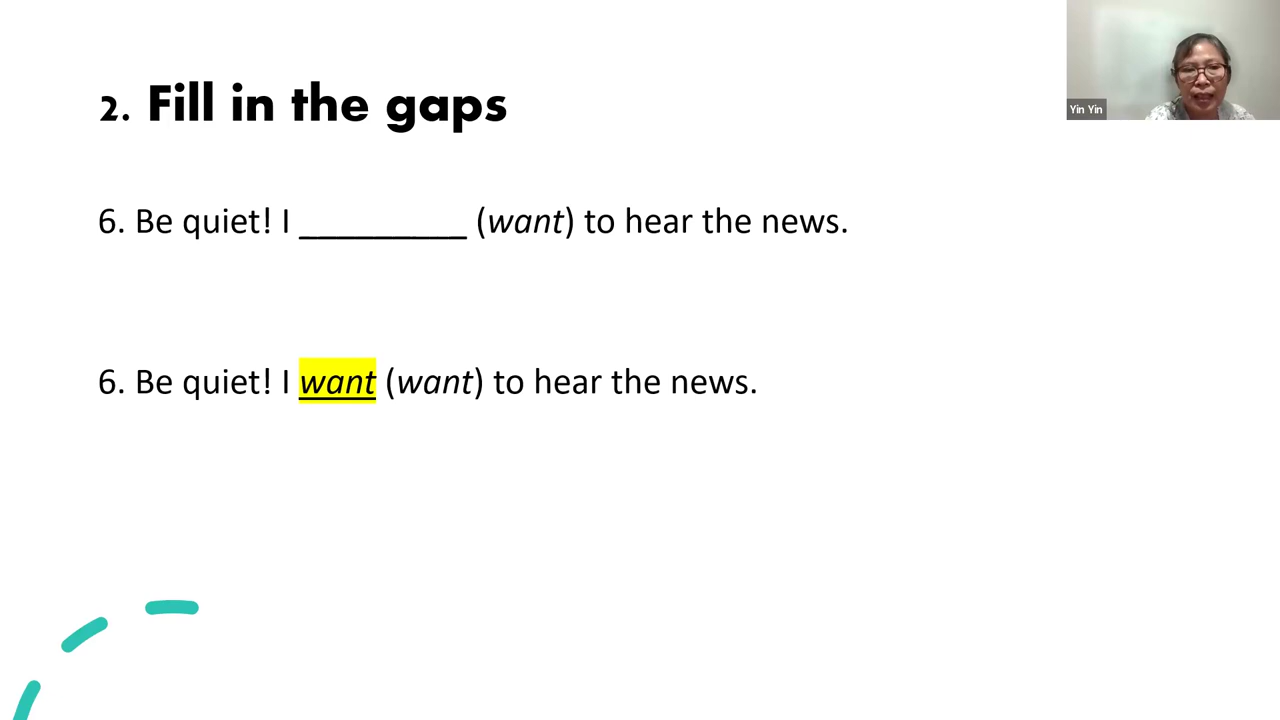 2. Fill in the gaps
Yin Yin
6. Be quiet! I _________ (want) to hear the news.
6. Be quiet! I want (want) to hear the news.